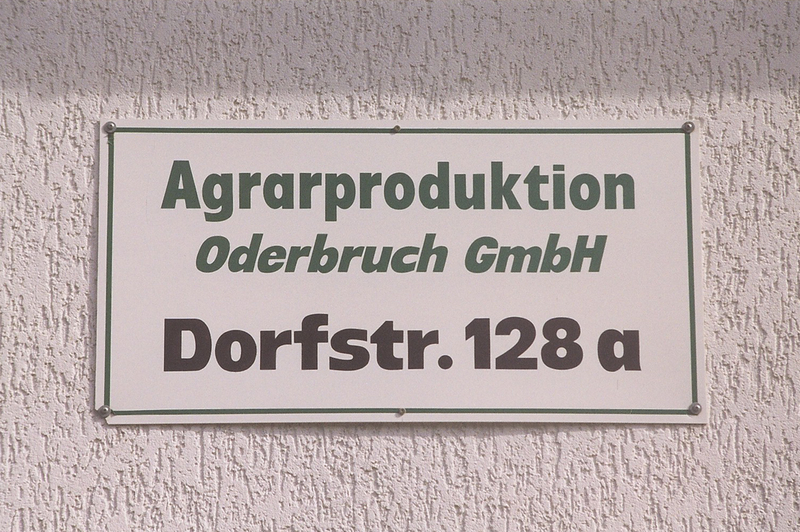 Agrarproduktion
Oderbruch GmbH
Dorfstr. 128 a